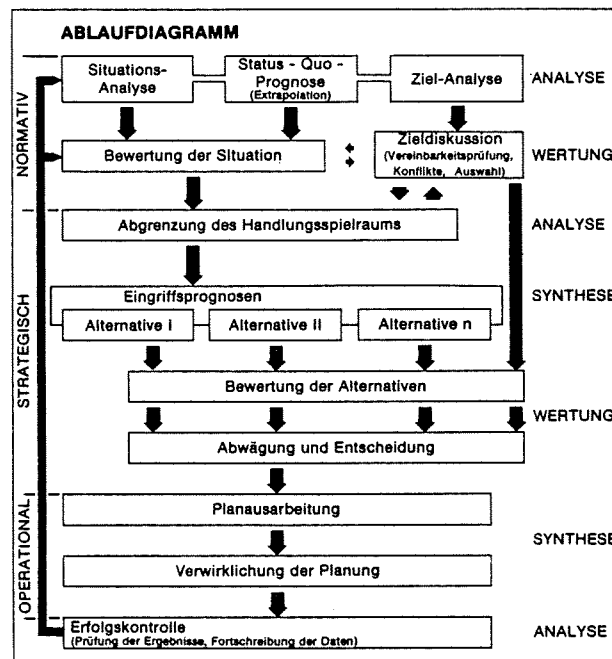 ABLAUFDIAGRAMM
Situations-
Analyse
Status - Quo -
Prognose
(Extrapolation)
Ziel-Analyse
ANALYSE
NORMATIV
Bewertung der Situation
Zieldiskussion
(Vereinbarkeitsprüfung,
Konflikte, Auswahl)
WERTUNG
Abgrenzung des Handlungsspielraums
ANALYSE
STRATEGISCH
Eingriffsprognosen
SYNTHESE
Alternative I
Alternative II
Alternative n
Bewertung der Alternativen
WERTUNG
Abwägung und Entscheidung
OPERATIONAL
Planausarbeitung
SYNTHESE
Verwirklichung der Planung
Erfolgskontrolle
(Prüfung der Ergebnisse, Fortschreibung der Daten)
ANALYSE